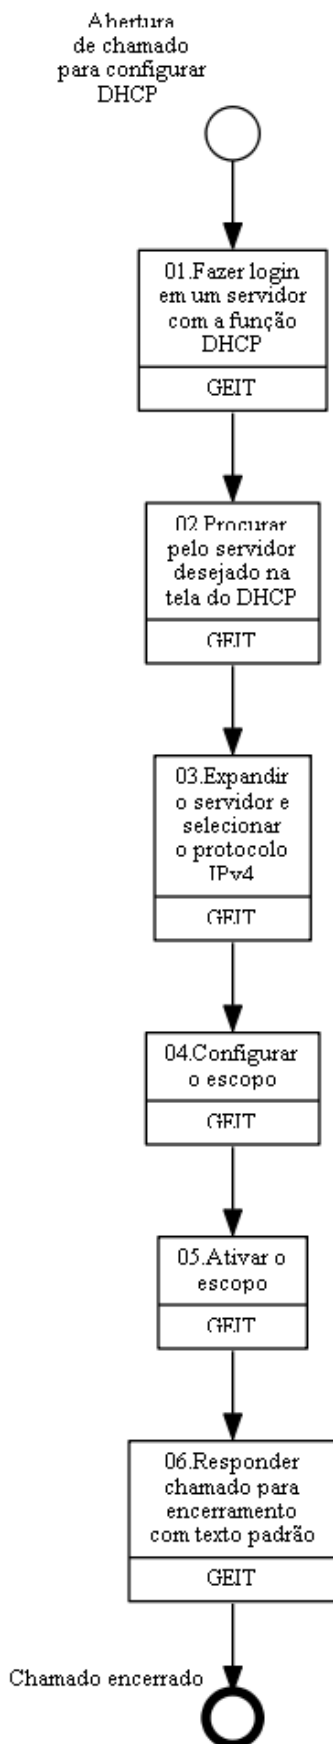 Abertura
de chamado
para configurar
DHCP
01.Fazer login
em um servidor
com a função
DHCP
GEIT
02.Procurar
pelo servidor
desejado na
tela do DHCP
GEIT
03.Expandir
o servidor e
selecionar
o protocolo
IPv4
GEIT
04.Configurar
o escopo
GEIT
05.Ativar o
escopo
GEIT
06.Responder
chamado para
encerramento
com texto padrão
GEIT
Chamado encerrado